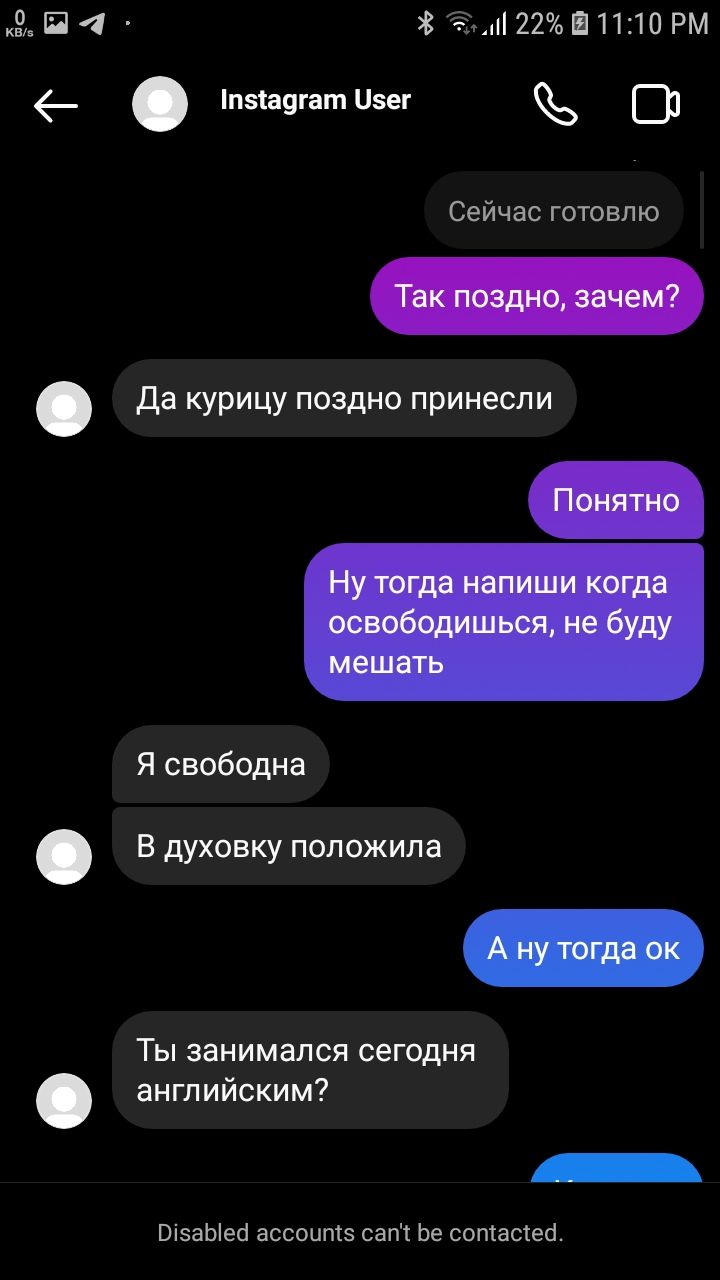 0
KB/s
22%
11:10 PM
Instagram User
Сейчас готовлю
Так поздно, зачем?
Да курицу поздно принесли
Понятно
Ну тогда напиши когда
освободишься, не буду
мешать
Я свободна
В духовку положила
А ну тогда ок
Ты занимался сегодня
английским?
Disabled accounts can't be contacted.